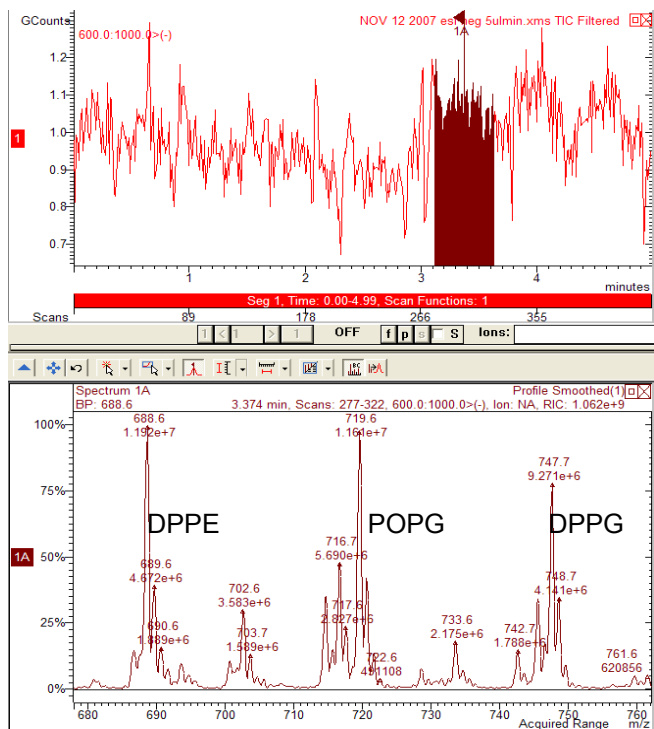 GCounts
NOV 12 2007 esi neg 5ulmin.xms TIC Filtered
600.0:1000.0>(-)
1A
1.2
1.1
1.0
0.9
0.8
0.7
1
1 2 3 4
minutes
Seg 1, Time: 0.00-4.99, Scan Functions: 1
Scans 89 178 266 355
1 < 1 > 1 OFF f p s S Ions:
Spectrum 1A Profile Smoothed(1)
BP: 688.6 3.374 min, Scans: 277-322, 600.0:1000.0>(-), Ion: NA, RIC: 1.062e+9
100%
75%
50%
25%
0%
1A
688.6
1.192e+7
DPPE
689.6
4.672e+6
690.6
1.889e+6
702.6
3.583e+6
703.7
1.589e+6
719.6
1.161e+7
POPG
716.7
5.690e+6
717.6
2.827e+6
722.6
491108
733.6
2.175e+6
747.7
9.271e+6
DPPG
748.7
4.141e+6
742.7
1.788e+6
761.6
620856
680 690 700 710 720 730 740 750 760
Acquired Range m/z